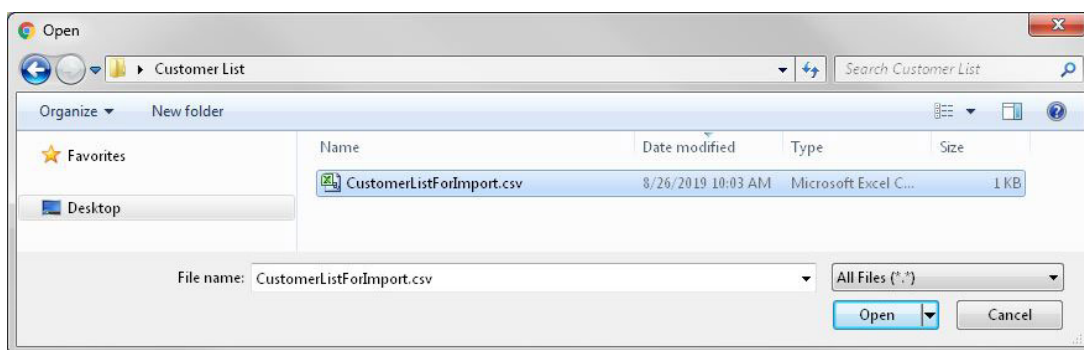 Open
Customer List
Search Customer List
Organize
New folder
Favorites
Desktop
Name
Date modified
Type
Size
CustomerListForImport.csv
8/26/2019 10:03 AM
Microsoft Excel C...
1 KB
File name:
CustomerListForImport.csv
All Files (*.*)
Open
Cancel